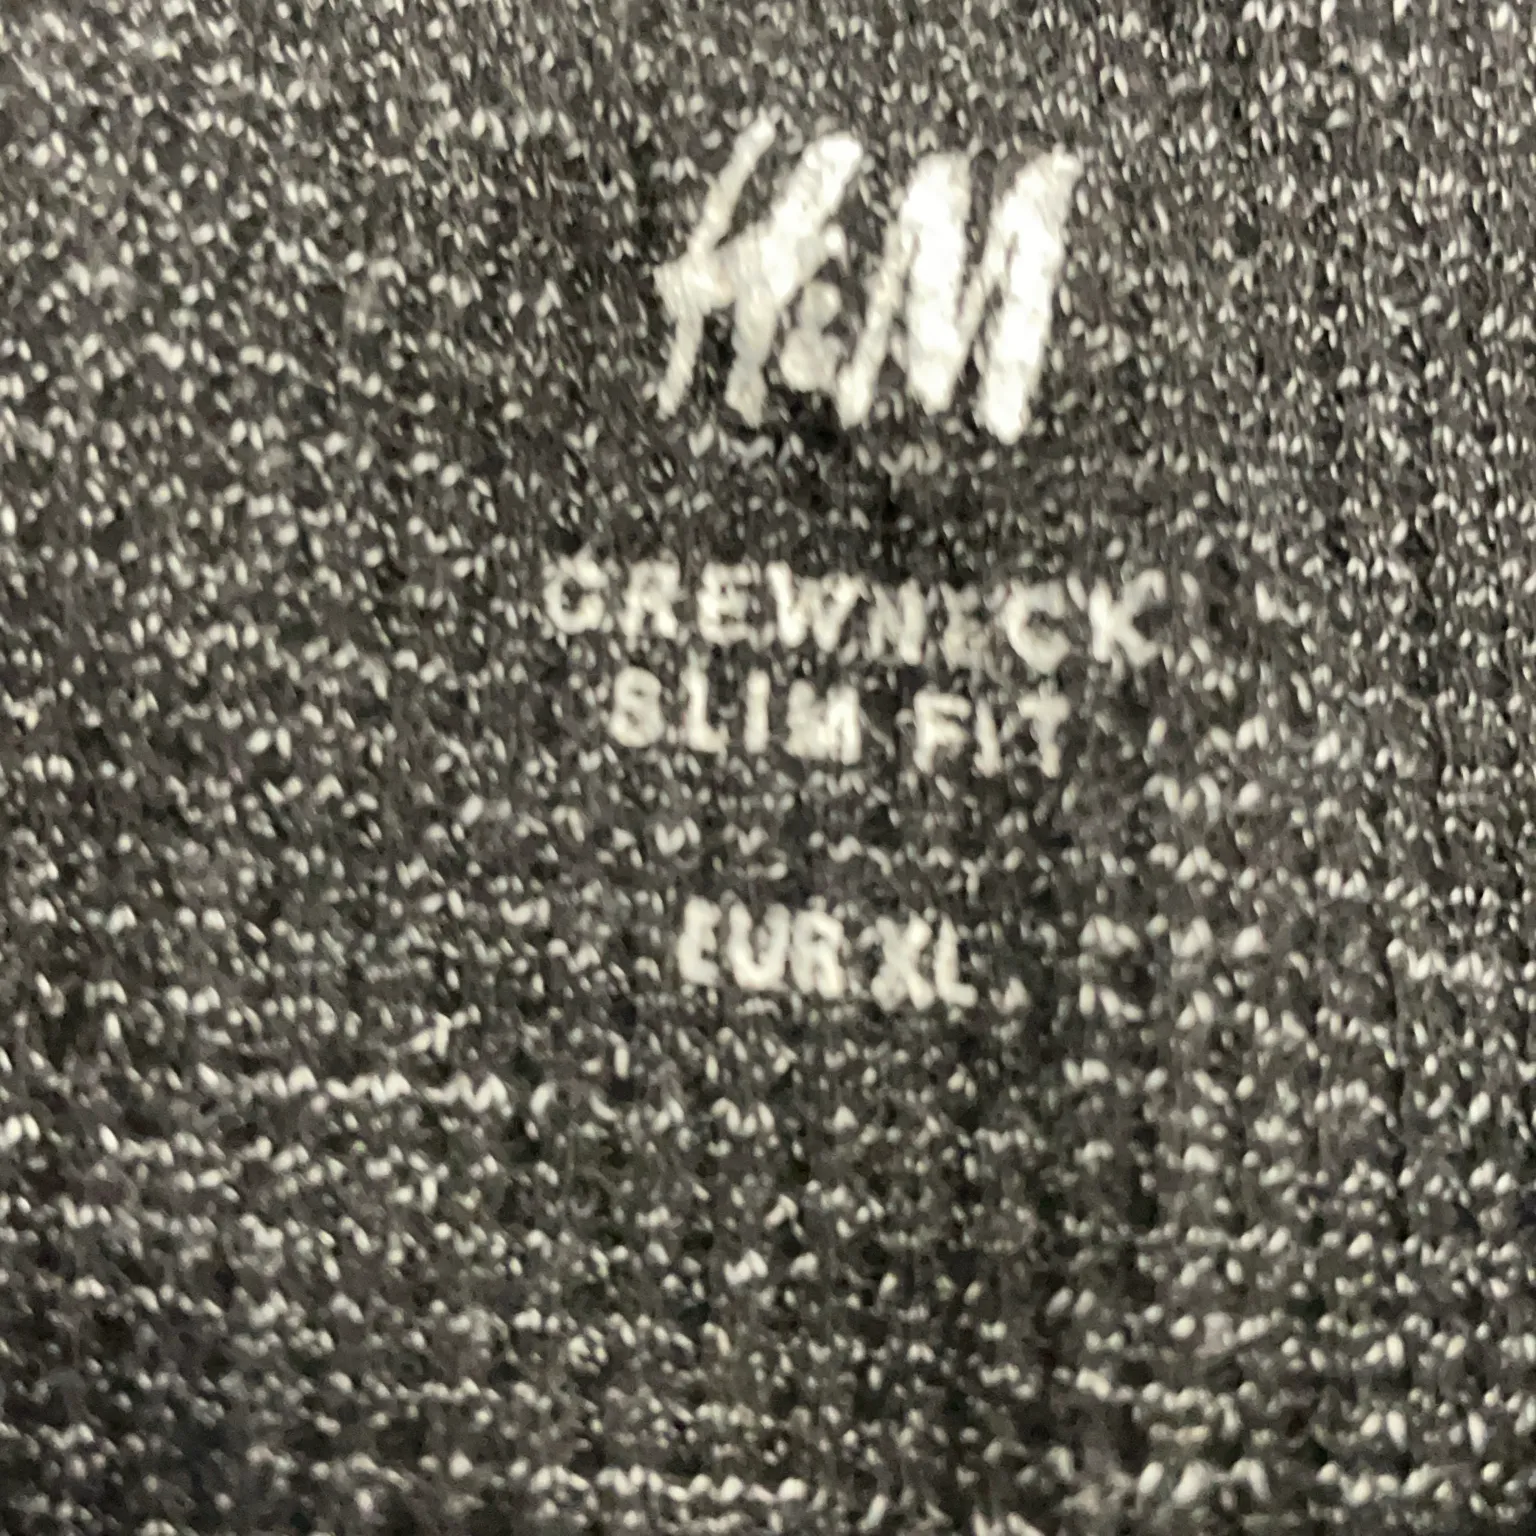 H&M
CREWNECK
SLIM FIT
EUR XL